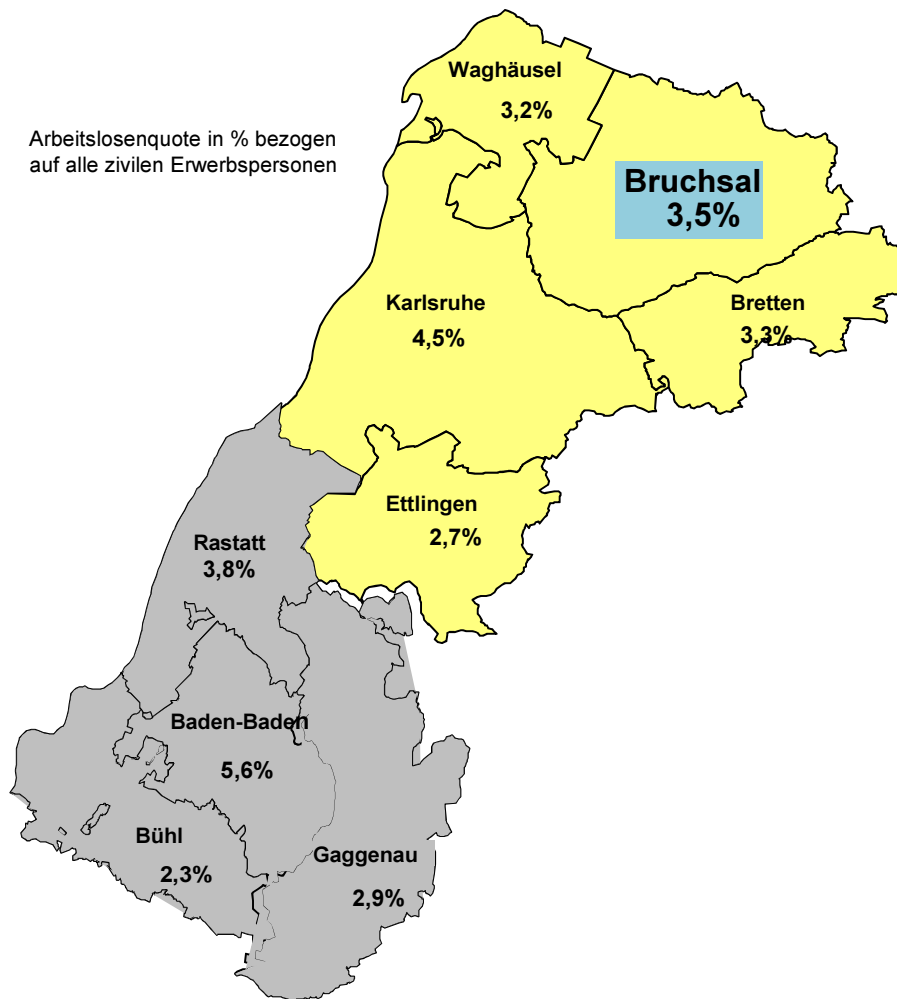 Waghäusel
3,2%
Arbeitslosenquote in % bezogen
auf alle zivilen Erwerbspersonen
Bruchsal
3,5%
Karlsruhe
4,5%
Bretten
3,3%
Ettlingen
2,7%
Rastatt
3,8%
Baden-Baden
5,6%
Bühl
2,3%
Gaggenau
2,9%